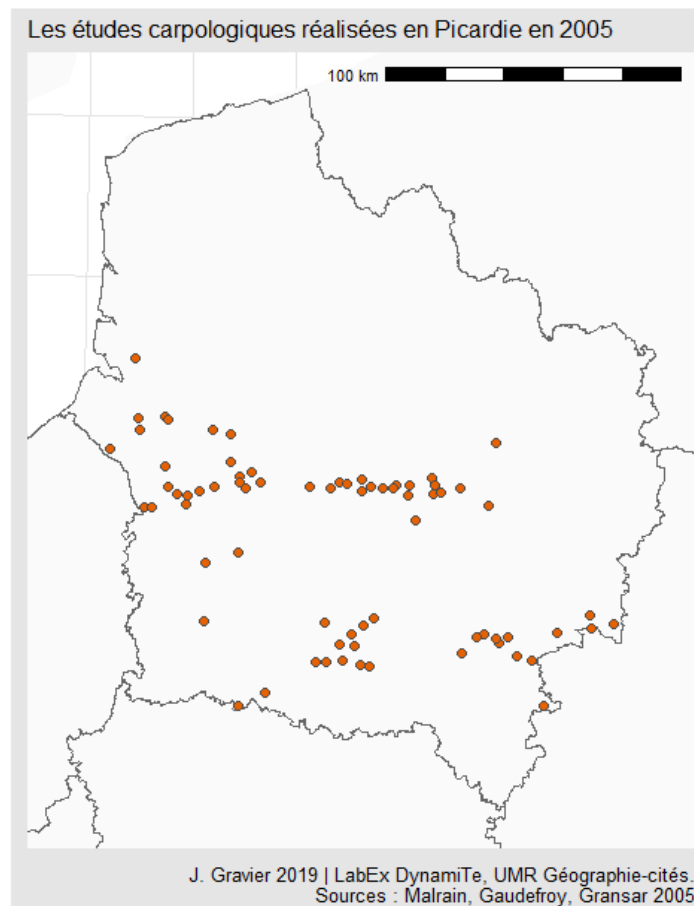 Les études carpologiques réalisées en Picardie en 2005
100 km
J. Gravier 2019 | LabEx DynamiTe, UMR Géographie-cités.
Sources : Malrain, Gaudefroy, Gransar 2005